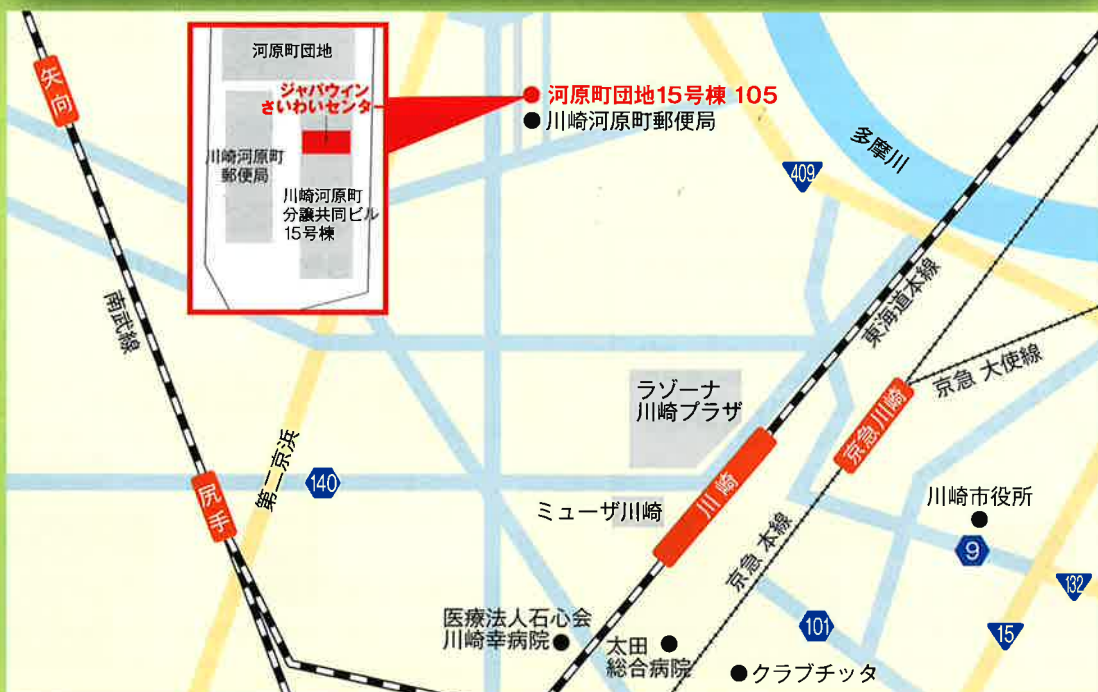 矢向
河原町団地
ジャパウイン
さいわいセンター
川崎河原町
郵便局
川崎河原町
分譲共同ビル
15号棟
河原町団地15号棟 105
川崎河原町郵便局
409
多摩川
南武線
東海道本線
京急 大使線
ラゾーナ
川崎プラザ
京急川崎
第二京浜
140
尻手
川崎
ミューザ川崎
川崎市役所
9
京急 本線
132
医療法人石心会
川崎幸病院
太田
総合病院
101
15
クラブチッタ